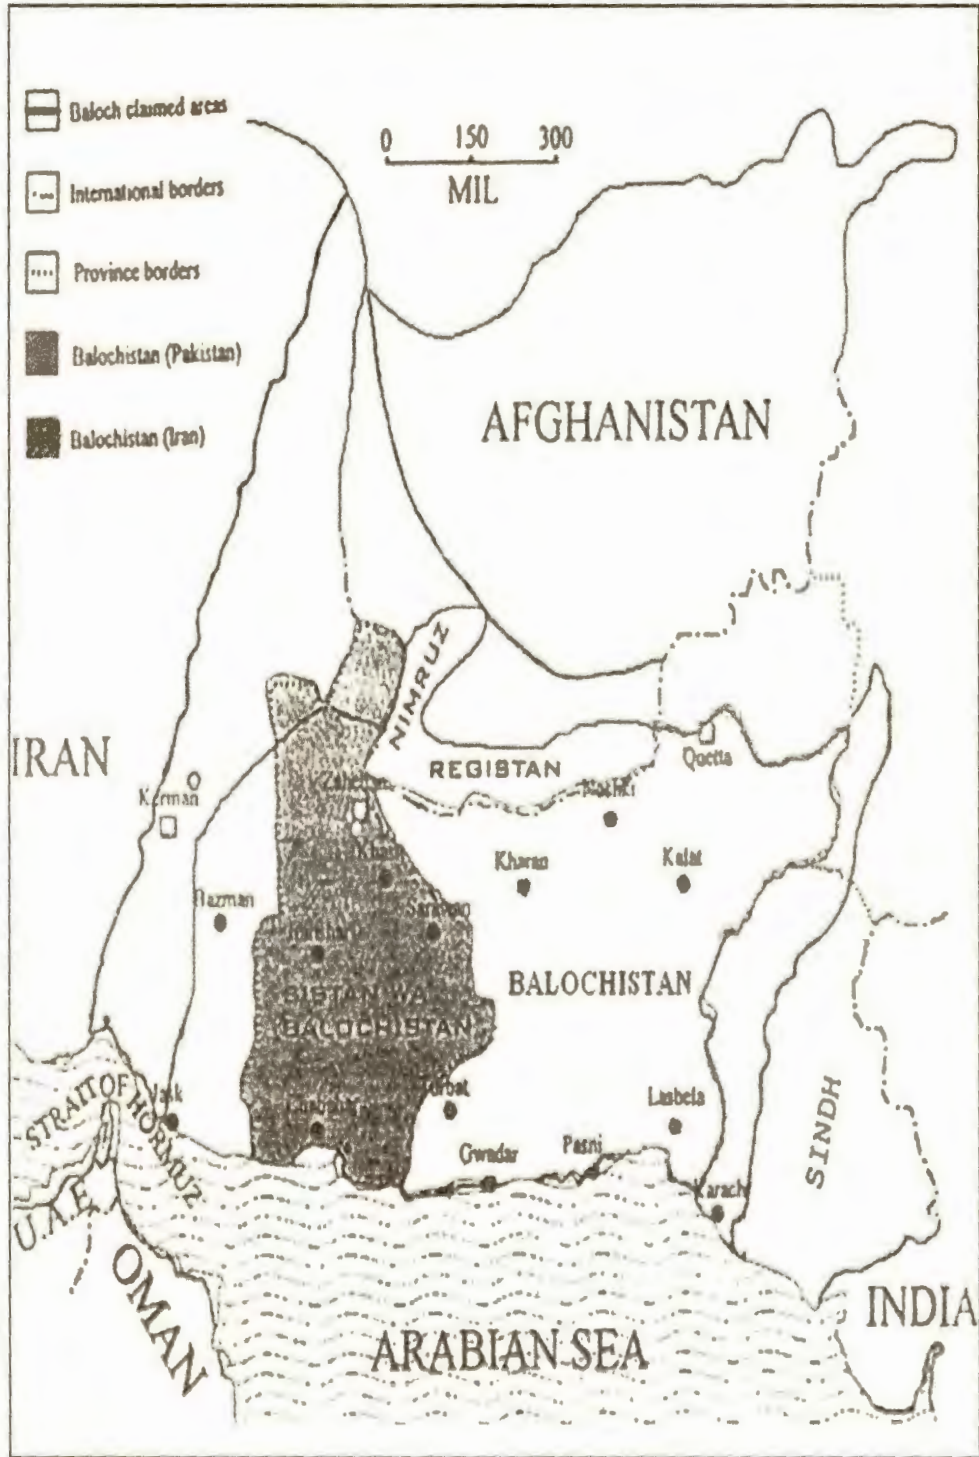 Baloch claimed areas
0 150 300
MIL
International borders
Province borders
Balochistan (Pakistan)
Balochistan (Iran)
AFGHANISTAN
NIMRUZ
IRAN
REGISTAN
Quetta
Kerman
Kharan
Kalat
Bazman
BALOCHISTAN
SISTAN WA
BALOCHISTAN
STRAIT OF HORMUZ
Jask
Lasbela
SINDH
Gwadar
Pasni
Karachi
U.A.E.
OMAN
INDIA
ARABIAN SEA